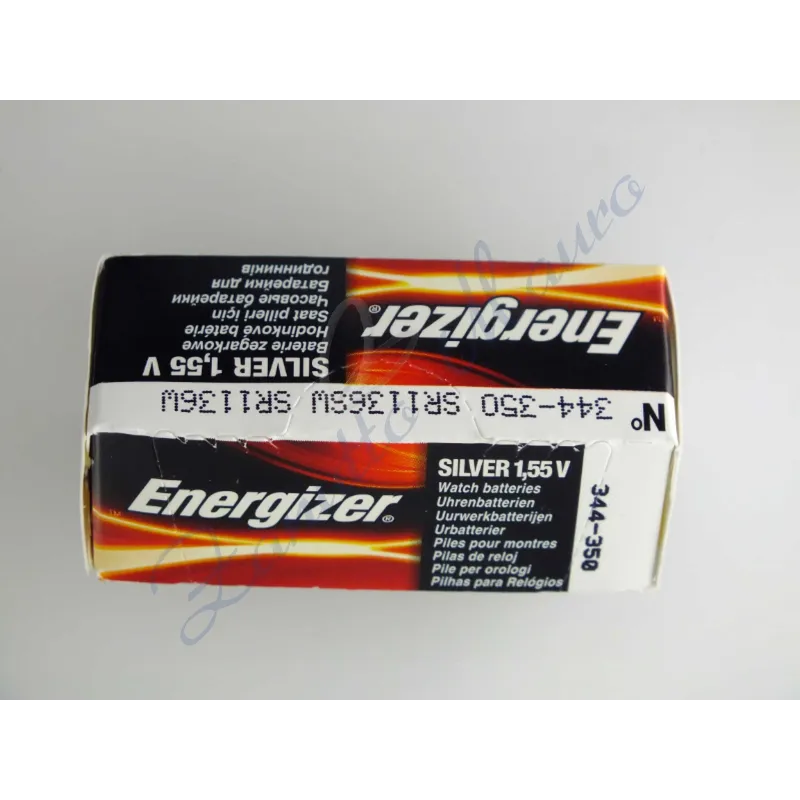 Energizer®
SILVER 1,55 V
Baterie zegarkowe
Hodinkové batérie
Saat pilleri için
Часовые батарейки
Батарейки для
годинників
N° 344-350 SR1136SW SR1136W
Energizer®
SILVER 1,55 V
Watch batteries
Uhrenbatterien
Uurwerkbatterijen
Urbatterier
Piles pour montres
Pilas de reloj
Pile per orologi
Pilhas para Relógios
344-350